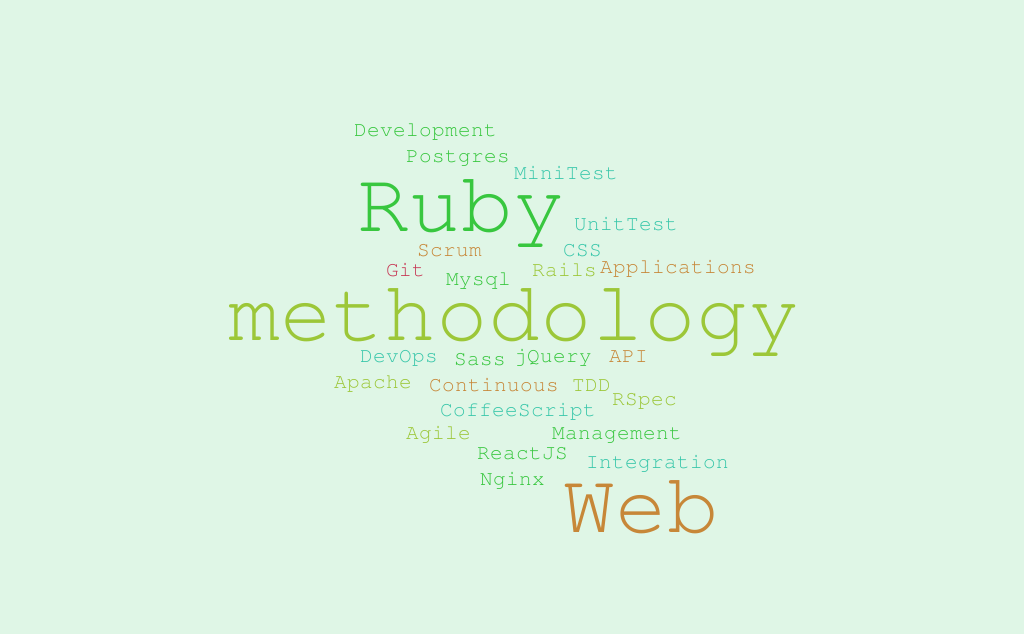 Development
Postgres
MiniTest
Ruby
UnitTest
Scrum
CSS
Git
Mysql
Rails
Applications
methodology
DevOps
Sass
jQuery
API
Apache
Continuous
TDD
RSpec
CoffeeScript
Agile
Management
ReactJS
Integration
Nginx
Web